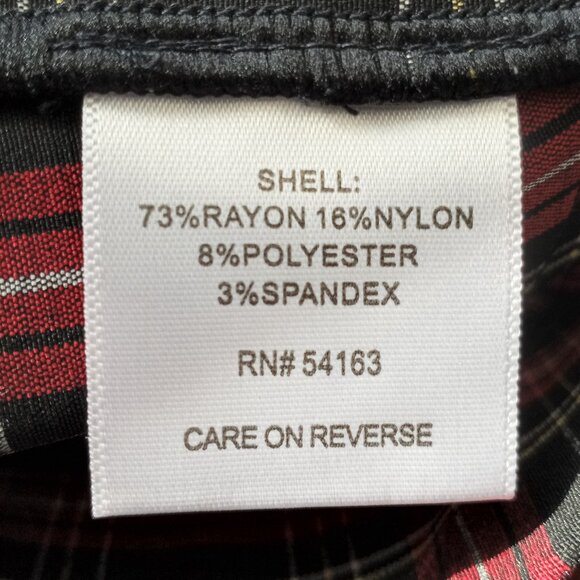 SHELL:
73%RAYON 16%NYLON
8%POLYESTER
3%SPANDEX
RN# 54163
CARE ON REVERSE